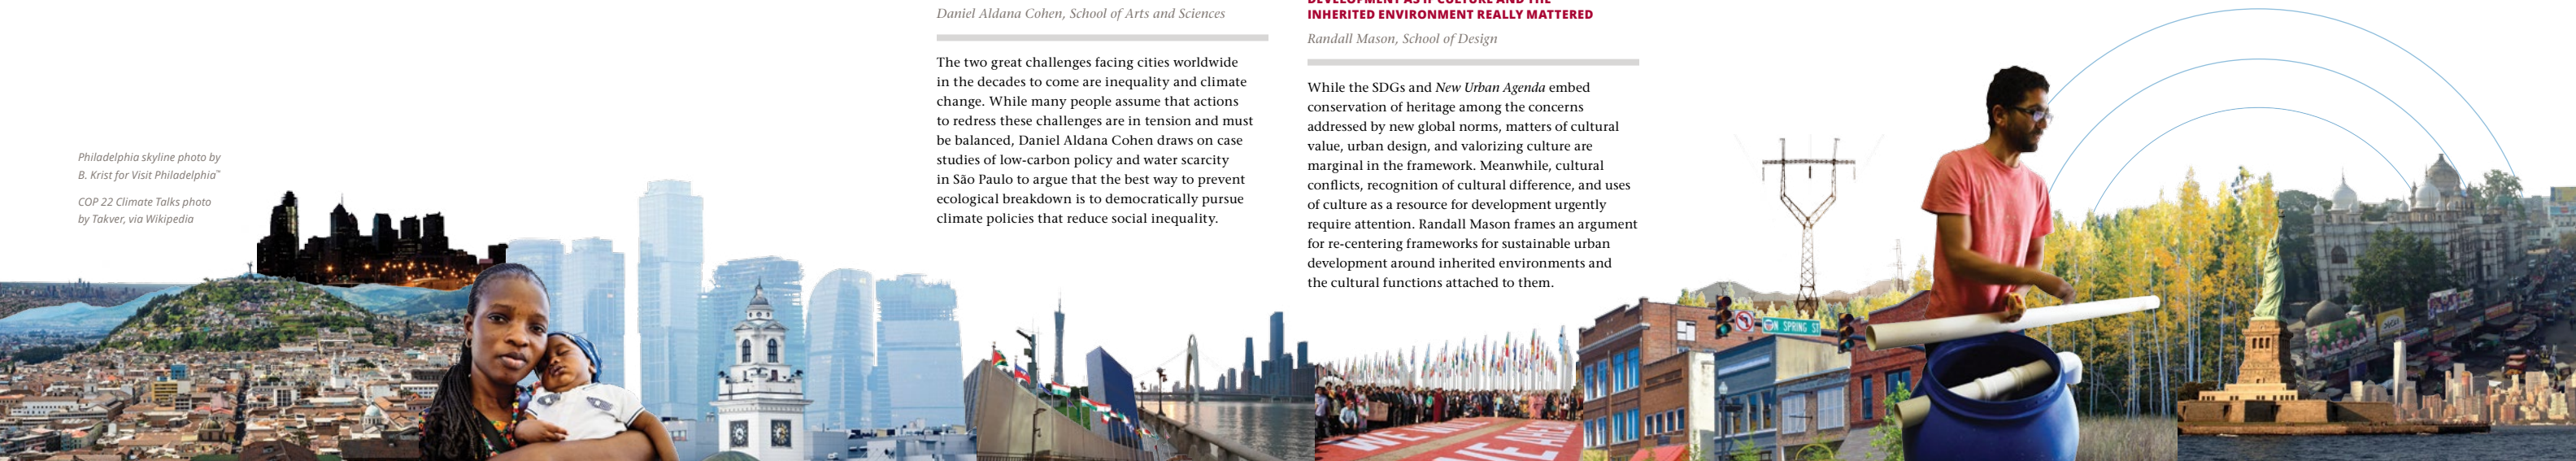 Philadelphia skyline photo by
B. Krist for Visit Philadelphia™
COP 22 Climate Talks photo
by Takver, via Wikipedia
Daniel Aldana Cohen, School of Arts and Sciences
The two great challenges facing cities worldwide
in the decades to come are inequality and climate
change. While many people assume that actions
to redress these challenges are in tension and must
be balanced, Daniel Aldana Cohen draws on case
studies of low-carbon policy and water scarcity
in São Paulo to argue that the best way to prevent
ecological breakdown is to democratically pursue
climate policies that reduce social inequality.
DEVELOPMENT AS IF CULTURE AND THE
INHERITED ENVIRONMENT REALLY MATTERED
Randall Mason, School of Design
While the SDGs and New Urban Agenda embed
conservation of heritage among the concerns
addressed by new global norms, matters of cultural
value, urban design, and valorizing culture are
marginal in the framework. Meanwhile, cultural
conflicts, recognition of cultural difference, and uses
of culture as a resource for development urgently
require attention. Randall Mason frames an argument
for re-centering frameworks for sustainable urban
development around inherited environments and
the cultural functions attached to them.
N SPRING ST
WE